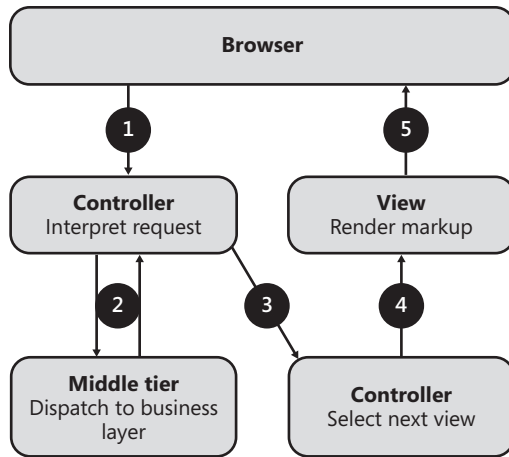 Browser
1
5
Controller
Interpret request
View
Render markup
2
3
4
Middle tier
Dispatch to business
layer
Controller
Select next view